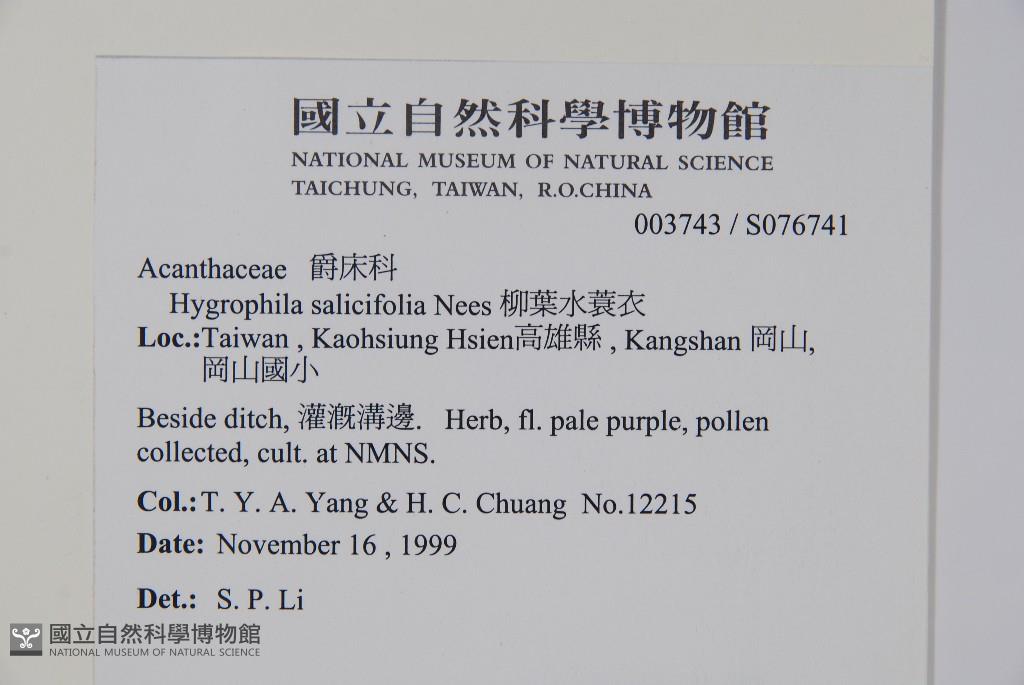 國立自然科學博物館
NATIONAL MUSEUM OF NATURAL SCIENCE
TAICHUNG, TAIWAN, R.O.CHINA
003743 / S076741
Acanthaceae 爵床科
Hygrophila salicifolia Nees 柳葉水蓑衣
Loc.:Taiwan , Kaohsiung Hsien高雄縣 , Kangshan 岡山,
岡山國小
Beside ditch, 灌溉溝邊. Herb, fl. pale purple, pollen
collected, cult. at NMNS.
Col.:T. Y. A. Yang & H. C. Chuang No.12215
Date: November 16 , 1999
Det.: S. P. Li
國立自然科學博物館
NATIONAL MUSEUM OF NATURAL SCIENCE